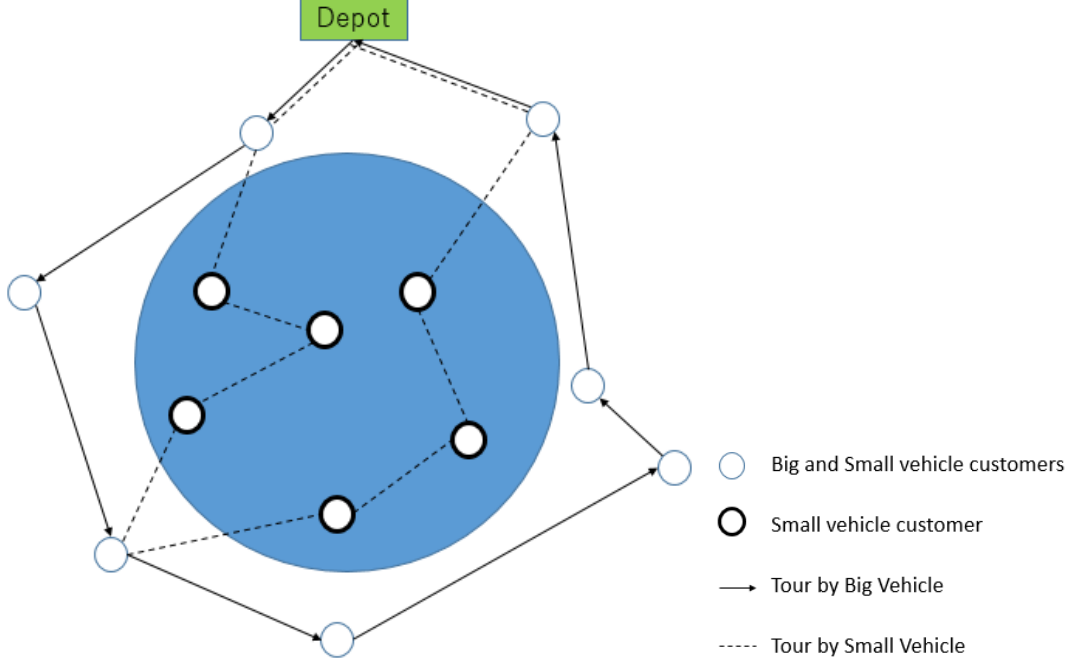 Depot
Big and Small vehicle customers
Small vehicle customer
Tour by Big Vehicle
Tour by Small Vehicle